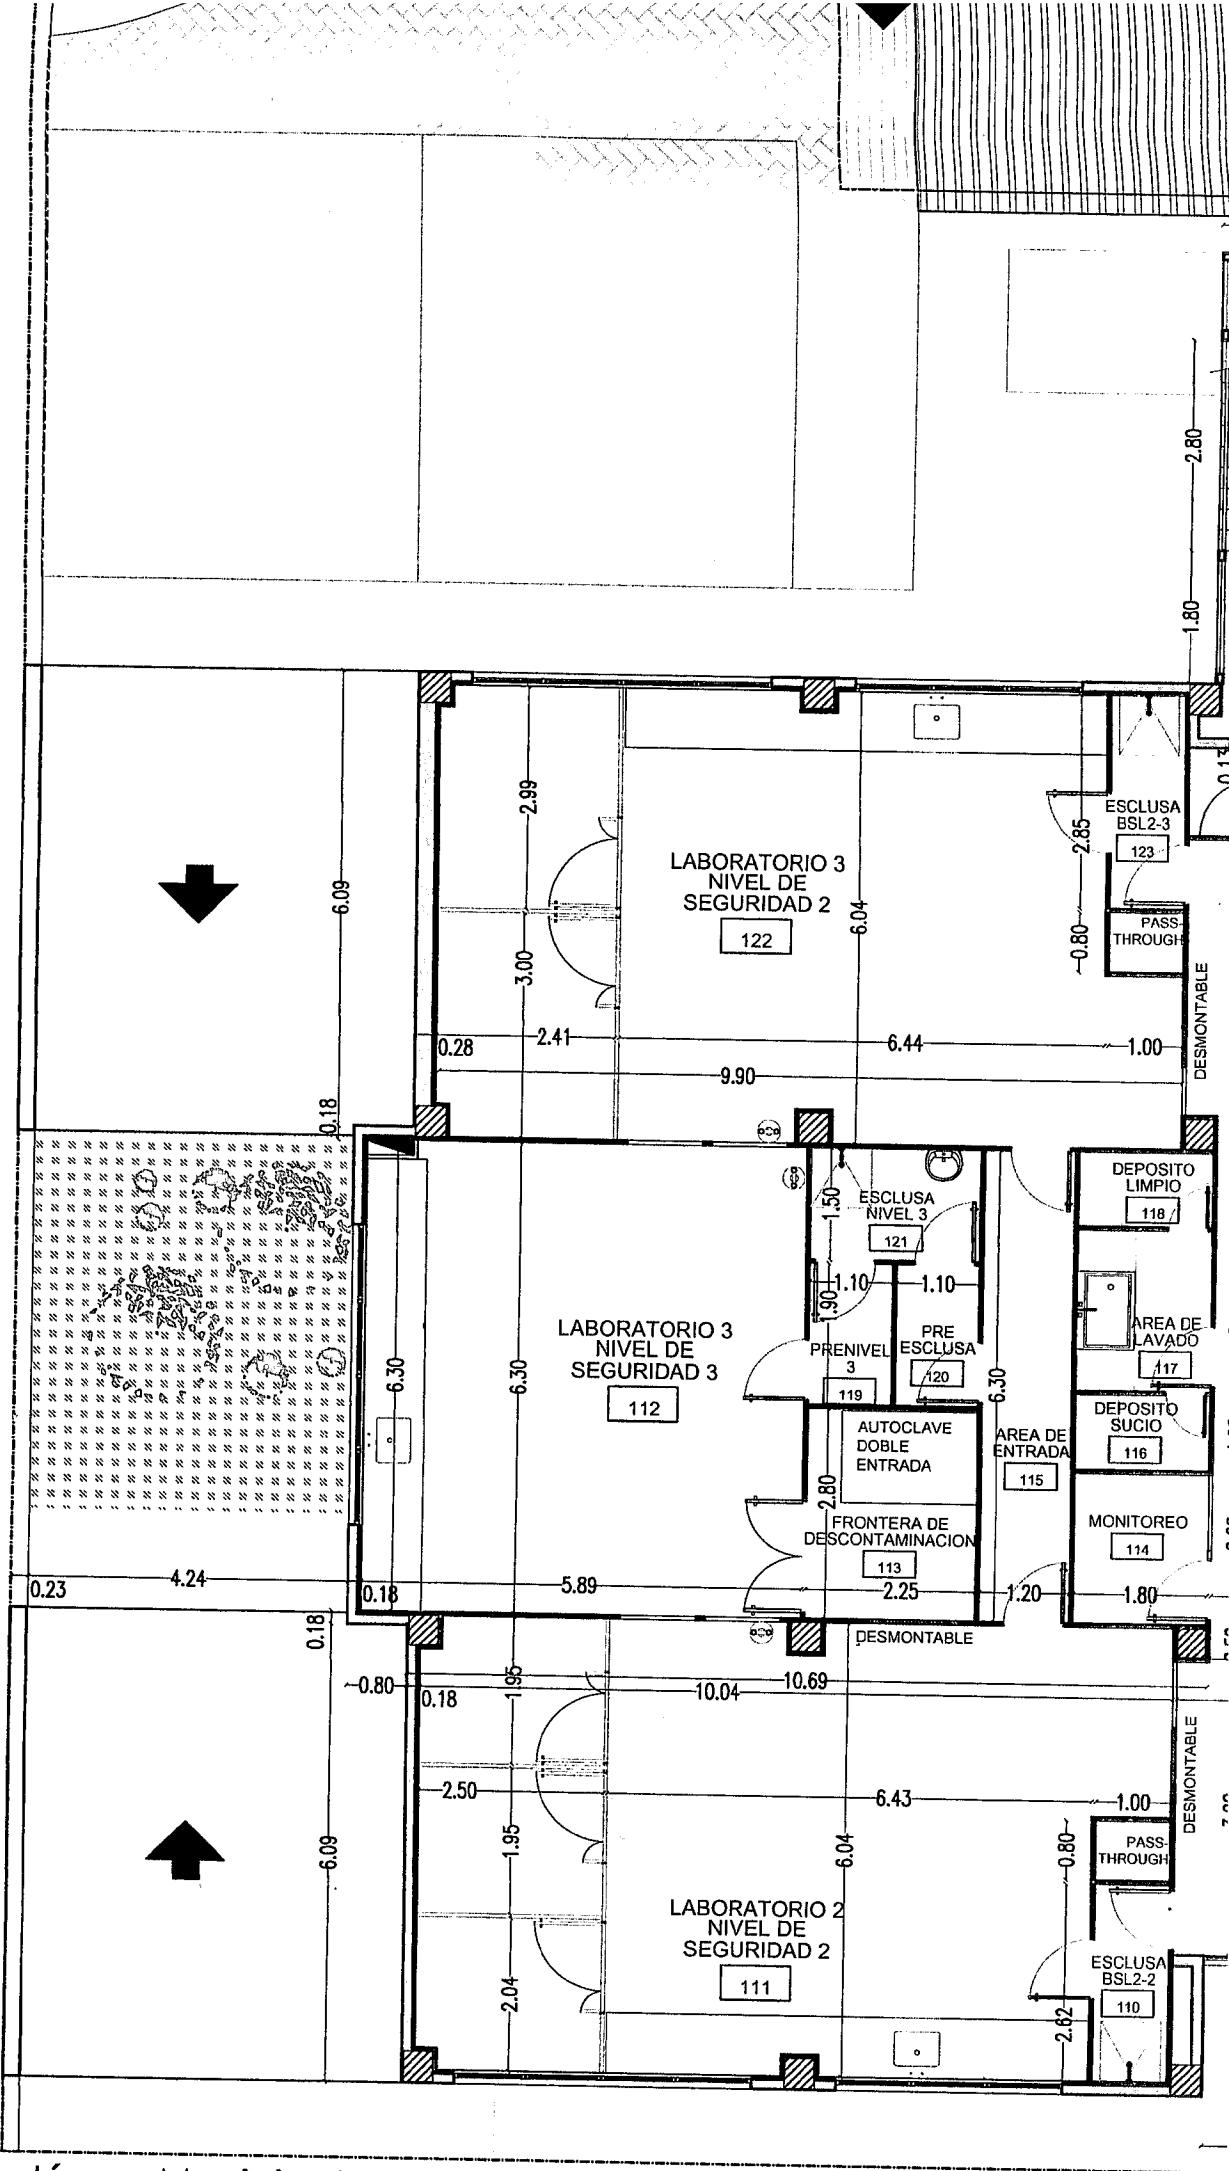 2.80
1.80
0.13
6.09
2.99
3.00
LABORATORIO 3
NIVEL DE
SEGURIDAD 2
122
6.04
2.85
0.80
ESCLUSA
BSL2-3
123
PASS-
THROUGH
DESMONTABLE
0.28
2.41
6.44
1.00
9.90
0.18
DEPOSITO
LIMPIO
118
1.50
ESCLUSA
NIVEL 3
121
1.10
1.10
1.90
LABORATORIO 3
NIVEL DE
SEGURIDAD 3
112
6.30
6.30
PRENIVEL
3
119
PRE
ESCLUSA
120
6.30
AREA DE
LAVADO
117
DEPOSITO
SUCIO
116
AUTOCLAVE
DOBLE
ENTRADA
AREA DE
ENTRADA
115
2.80
FRONTERA DE
DESCONTAMINACION
113
MONITOREO
114
0.23
4.24
0.18
5.89
2.25
1.20
1.80
0.18
DESMONTABLE
0.80
0.18
1.95
10.69
10.04
2.50
6.43
1.00
DESMONTABLE
6.09
1.95
6.04
0.80
PASS-
THROUGH
LABORATORIO 2
NIVEL DE
SEGURIDAD 2
111
ESCLUSA
BSL2-2
110
2.04
2.62